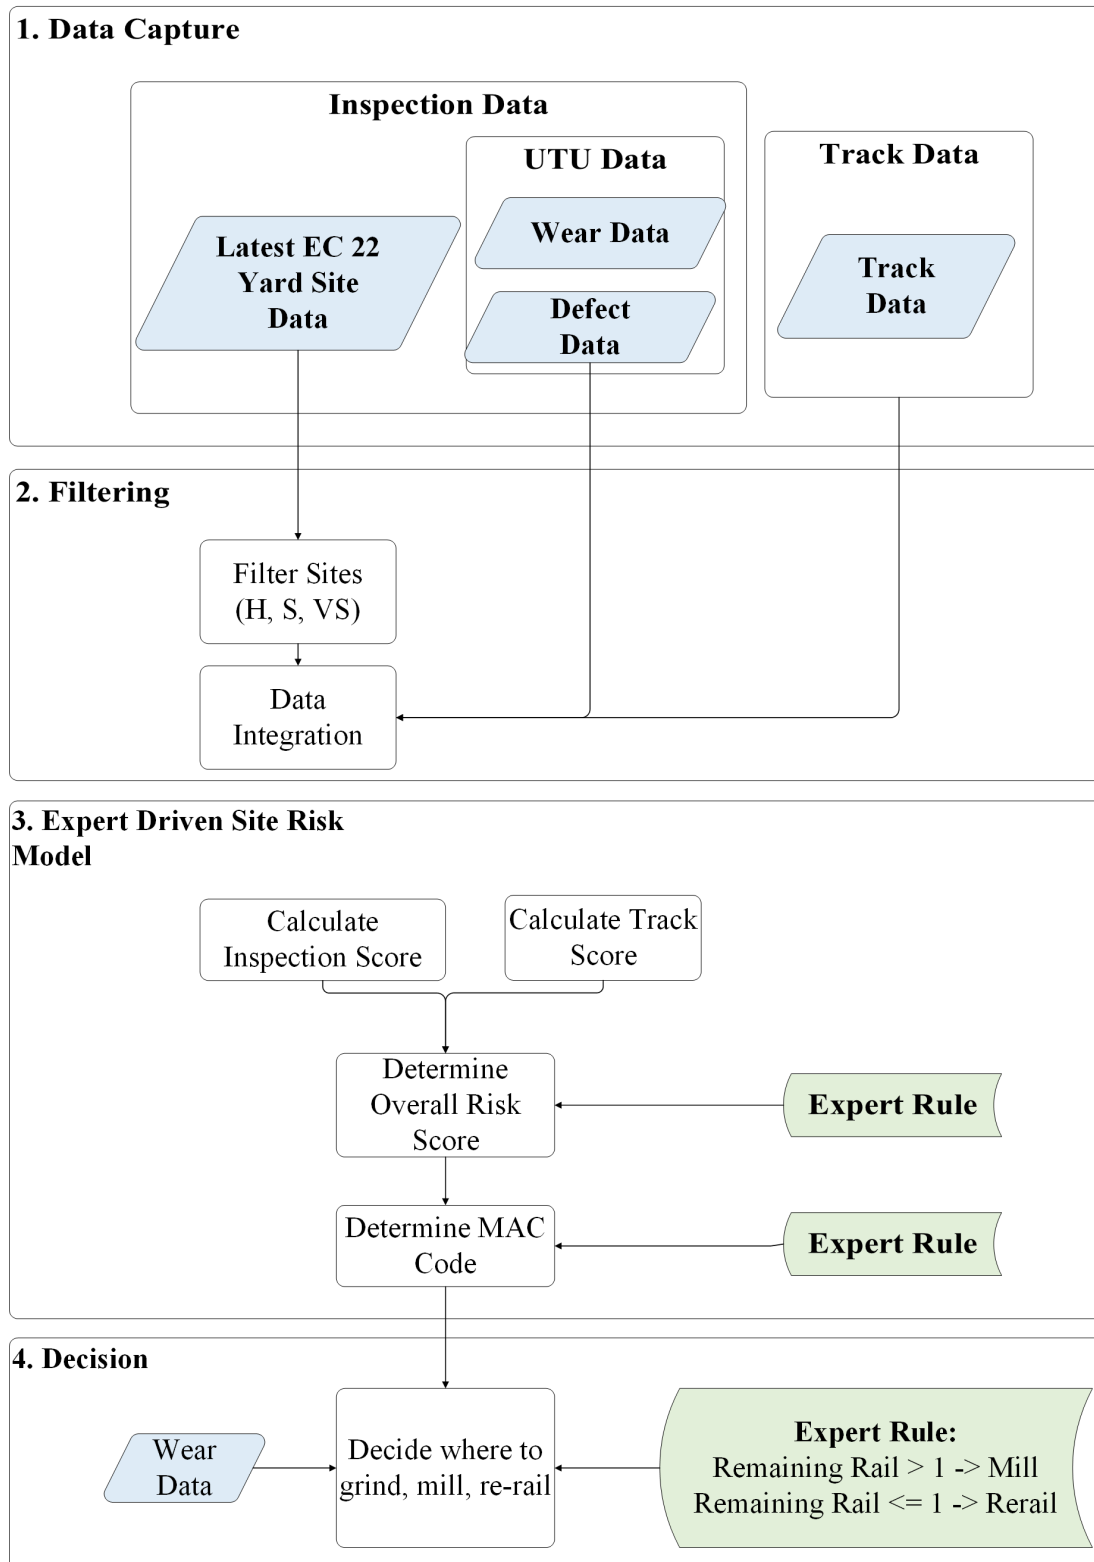 1. Data Capture
Inspection Data
UTU Data
Track Data
Wear Data
Latest EC 22
Yard Site
Data
Track
Data
Defect
Data
2. Filtering
Filter Sites
(H, S, VS)
Data
Integration
3. Expert Driven Site Risk
Model
Calculate
Inspection Score
Calculate Track
Score
Determine
Overall Risk
Score
Expert Rule
Determine MAC
Code
Expert Rule
4. Decision
Wear
Data
Decide where to
grind, mill, re-rail
Expert Rule:
Remaining Rail > 1 -> Mill
Remaining Rail <= 1 -> Rerail